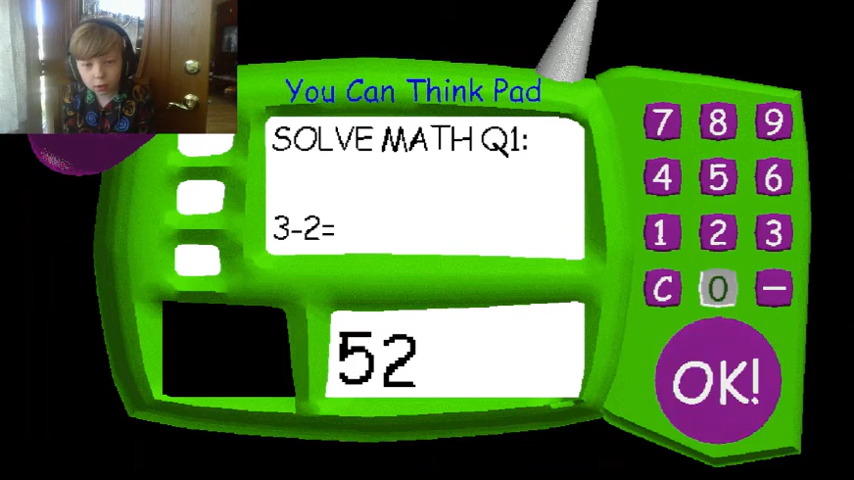 You Can Think Pad
SOLVE MATH Q1:
3-2=
52
7 8 9
4 5 6
1 2 3
C 0 −
OK!